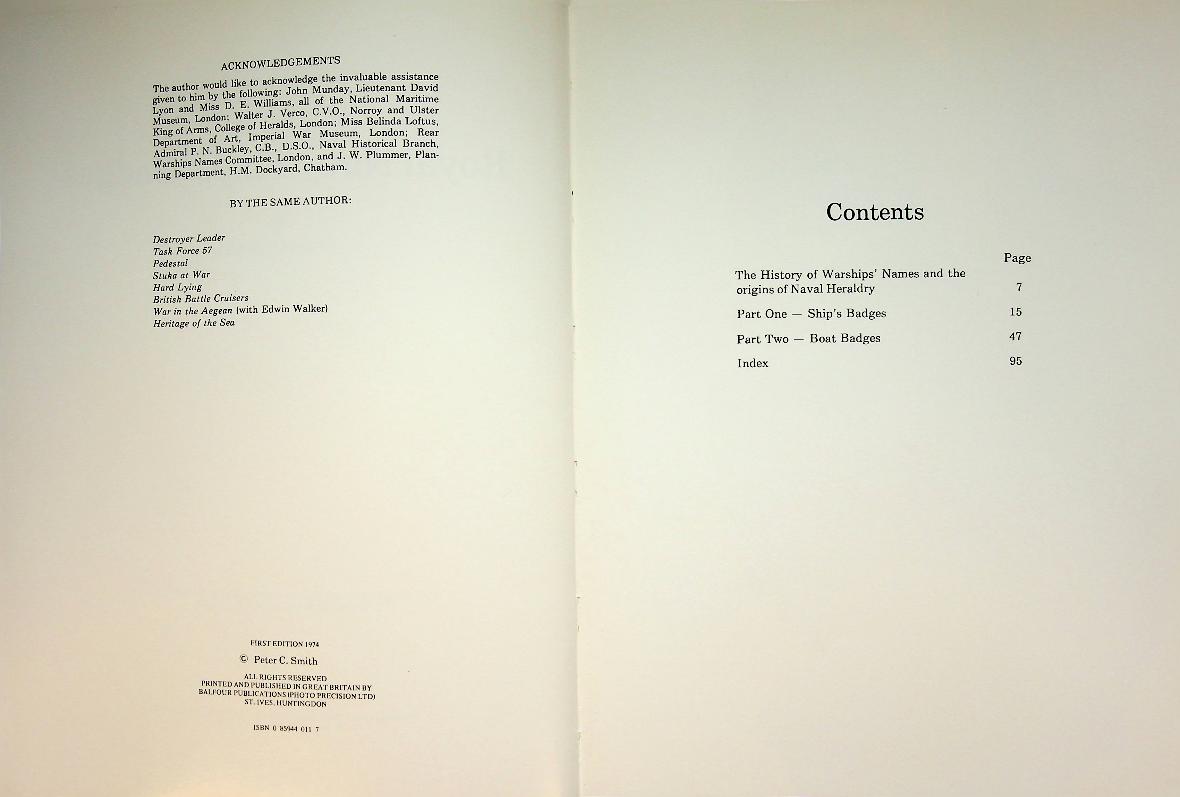 ACKNOWLEDGEMENTS
The author would like to acknowledge the invaluable assistance
given to him by the following: John Munday, Lieutenant David
Lyon and Miss D. E. Williams, all of the National Maritime
Museum, London; Walter J. Verco, C.V.O., Norroy and Ulster
King of Arms, College of Heralds, London; Miss Belinda Loftus,
Department of Art, Imperial War Museum, London; Rear
Admiral P. N. Buckley, C.B., D.S.O., Naval Historical Branch,
Warships Names Committee, London, and J. W. Plummer, Plan-
ning Department, H.M. Dockyard, Chatham.
BY THE SAME AUTHOR:
Destroyer Leader
Task Force 57
Pedestal
Stuka at War
Hard Lying
British Battle Cruisers
War in the Aegean (with Edwin Walker)
Heritage of the Sea
FIRST EDITION 1974
© Peter C. Smith
ALL RIGHTS RESERVED
PRINTED AND PUBLISHED IN GREAT BRITAIN BY
BALFOUR PUBLICATIONS (PHOTO PRECISION LTD)
ST. IVES, HUNTINGDON
ISBN 0 85944 011 7
Contents
Page
The History of Warships' Names and the
origins of Naval Heraldry 7
Part One — Ship's Badges 15
Part Two — Boat Badges 47
Index 95